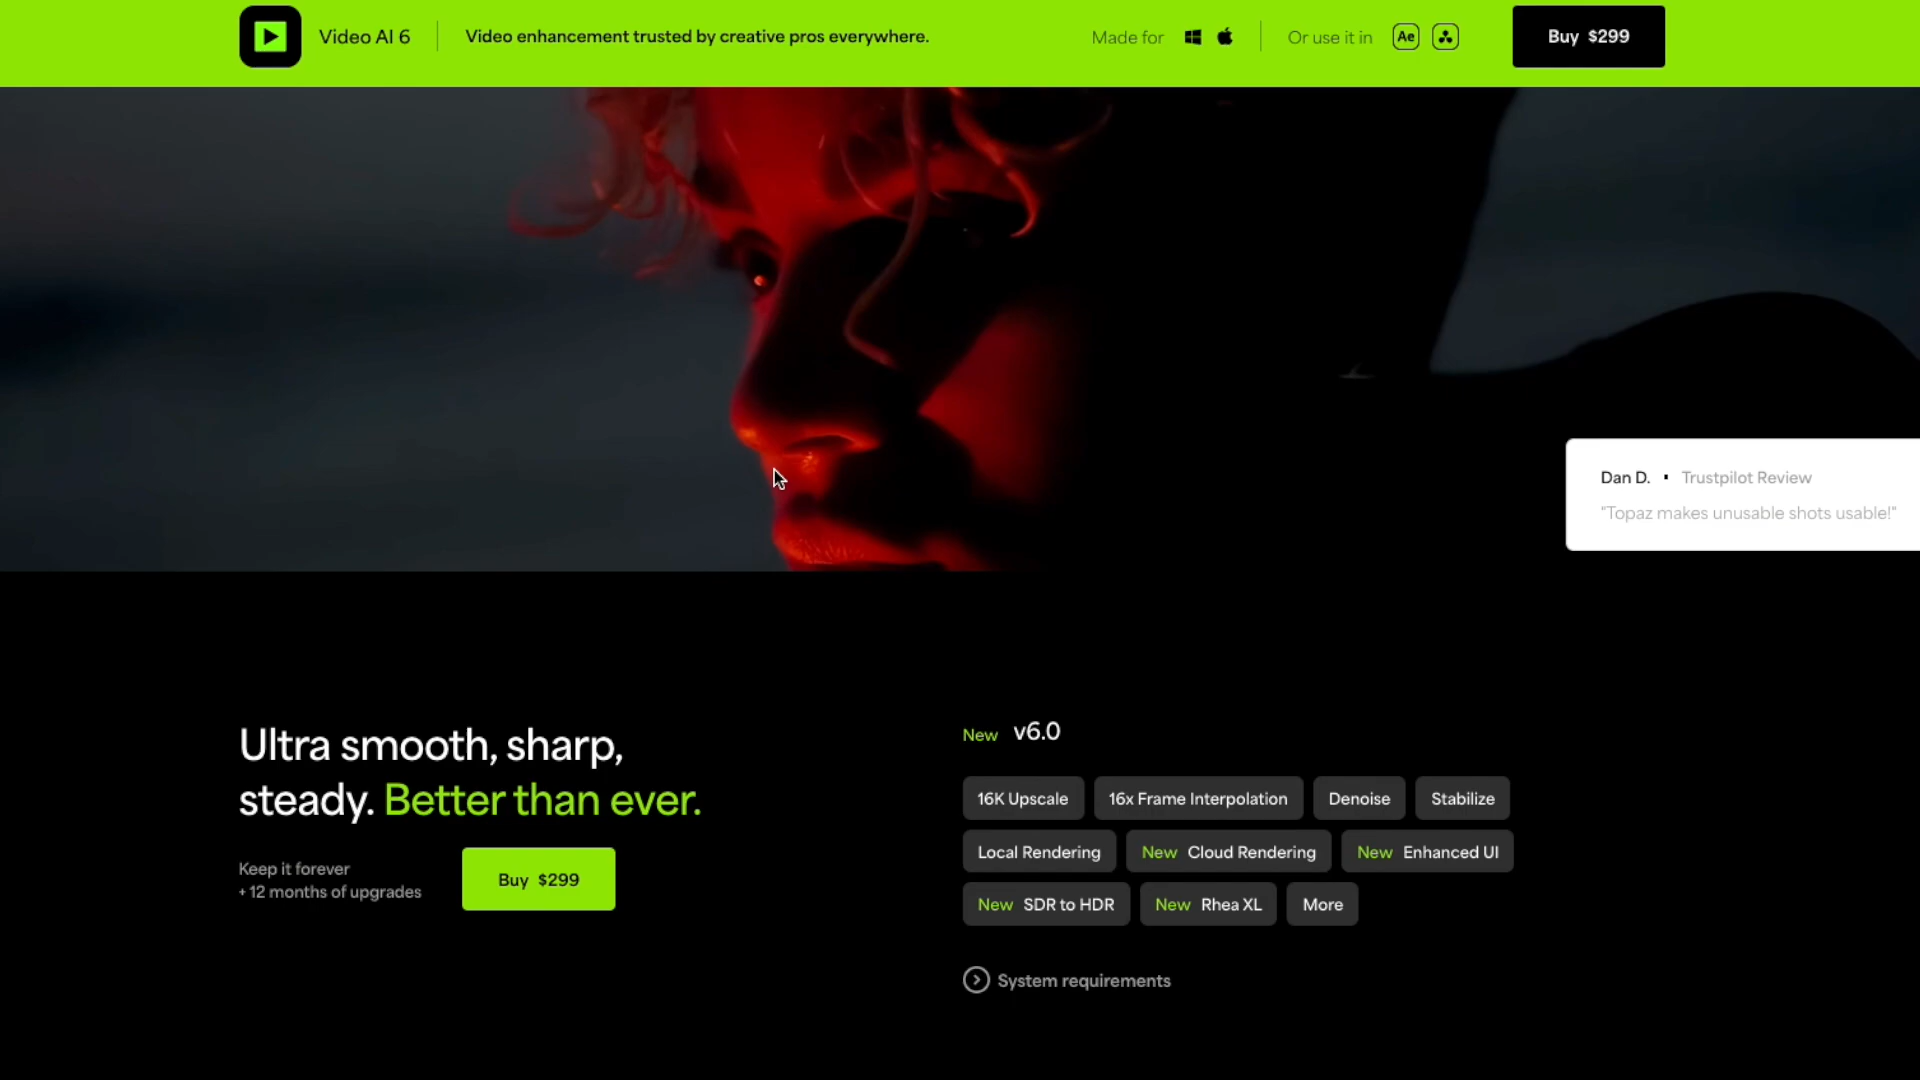 Video AI 6
Video enhancement trusted by creative pros everywhere.
Made for
Or use it in
Ae
Buy $299
Dan D. • Trustpilot Review
"Topaz makes unusable shots usable!"
Ultra smooth, sharp,
steady. Better than ever.
Keep it forever
+ 12 months of upgrades
Buy $299
New v6.0
16K Upscale
16x Frame Interpolation
Denoise
Stabilize
Local Rendering
New Cloud Rendering
New Enhanced UI
New SDR to HDR
New Rhea XL
More
System requirements